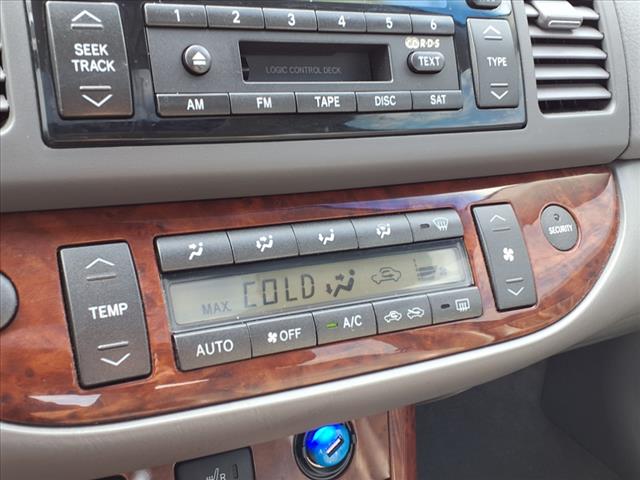 1 2 3 4 5 6
SEEK
TRACK
LOGIC CONTROL DECK
R·D·S
TEXT
TYPE
AM FM TAPE DISC SAT
TEMP
MAX COLD
SECURITY
AUTO OFF A/C
R